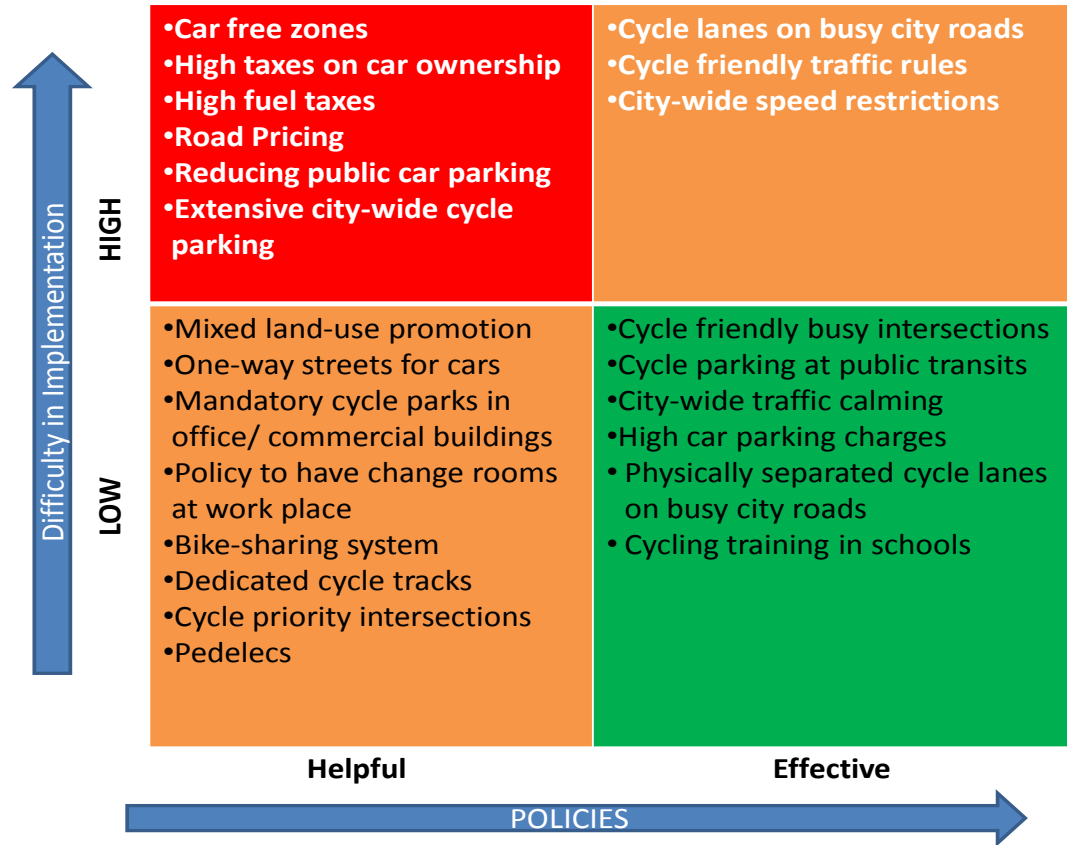 •Car free zones
•High taxes on car ownership
•High fuel taxes
•Road Pricing
•Reducing public car parking
•Extensive city-wide cycle
parking
•Cycle lanes on busy city roads
•Cycle friendly traffic rules
•City-wide speed restrictions
Difficulty in Implementation
HIGH
LOW
•Mixed land-use promotion
•One-way streets for cars
•Mandatory cycle parks in
office/ commercial buildings
•Policy to have change rooms
at work place
•Bike-sharing system
•Dedicated cycle tracks
•Cycle priority intersections
•Pedelecs
•Cycle friendly busy intersections
•Cycle parking at public transits
•City-wide traffic calming
•High car parking charges
• Physically separated cycle lanes
on busy city roads
• Cycling training in schools
Helpful
Effective
POLICIES